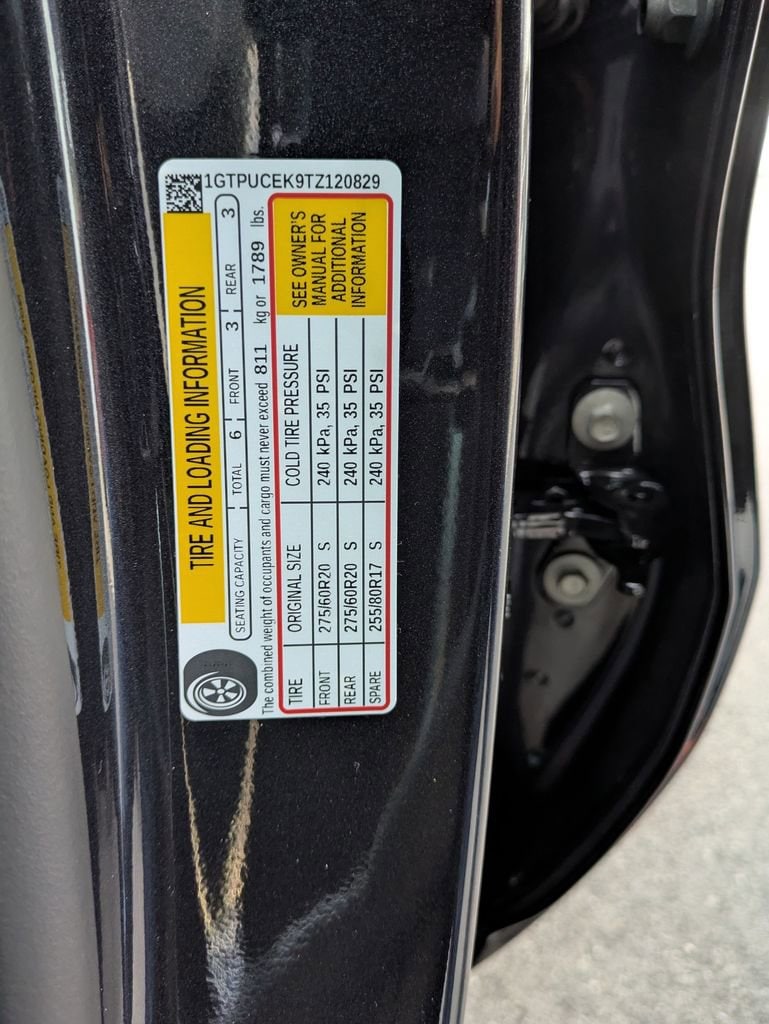 1GTPUCEK9TZ120829
TIRE AND LOADING INFORMATION
SEATING CAPACITY TOTAL 6 FRONT 3 REAR 3
The combined weight of occupants and cargo must never exceed 811 kg or 1789 lbs.
TIRE ORIGINAL SIZE COLD TIRE PRESSURE
FRONT 275/60R20 S 240 kPa, 35 PSI
REAR 275/60R20 S 240 kPa, 35 PSI
SPARE 255/80R17 S 240 kPa, 35 PSI
SEE OWNER'S
MANUAL FOR
ADDITIONAL
INFORMATION